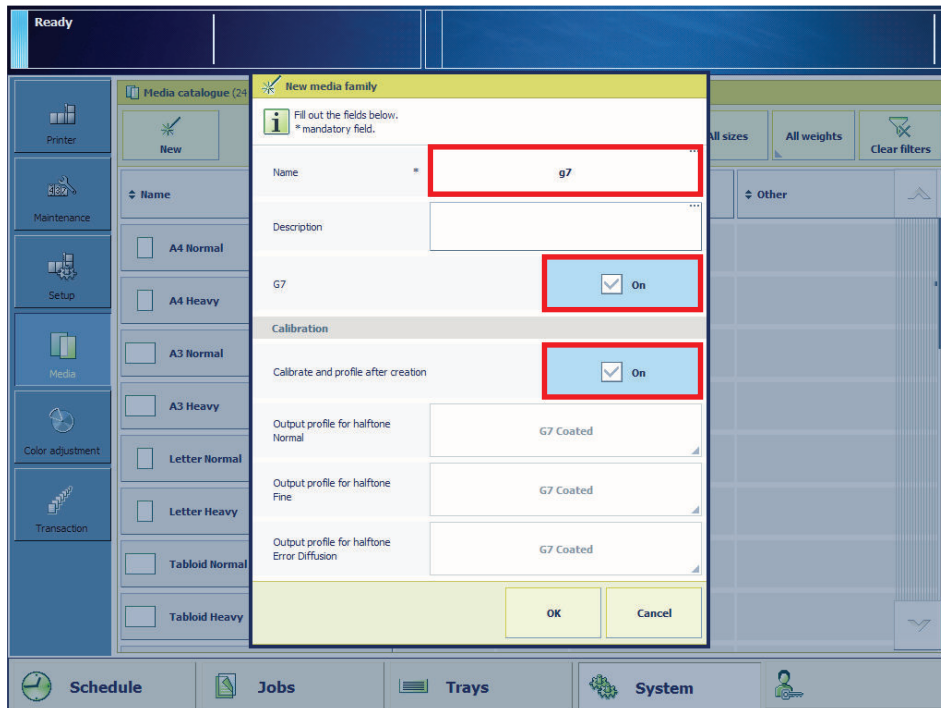 Ready
Media catalogue (24
New
All sizes
All weights
Clear filters
Name
Other
Printer
Maintenance
Setup
Media
Color adjustment
Transaction
A4 Normal
A4 Heavy
A3 Normal
A3 Heavy
Letter Normal
Letter Heavy
Tabloid Normal
Tabloid Heavy
New media family
i Fill out the fields below.
* mandatory field.
Name * g7 ...
Description ...
G7 On
Calibration
Calibrate and profile after creation On
Output profile for halftone
Normal
G7 Coated
Output profile for halftone
Fine
G7 Coated
Output profile for halftone
Error Diffusion
G7 Coated
OK Cancel
Schedule Jobs Trays System